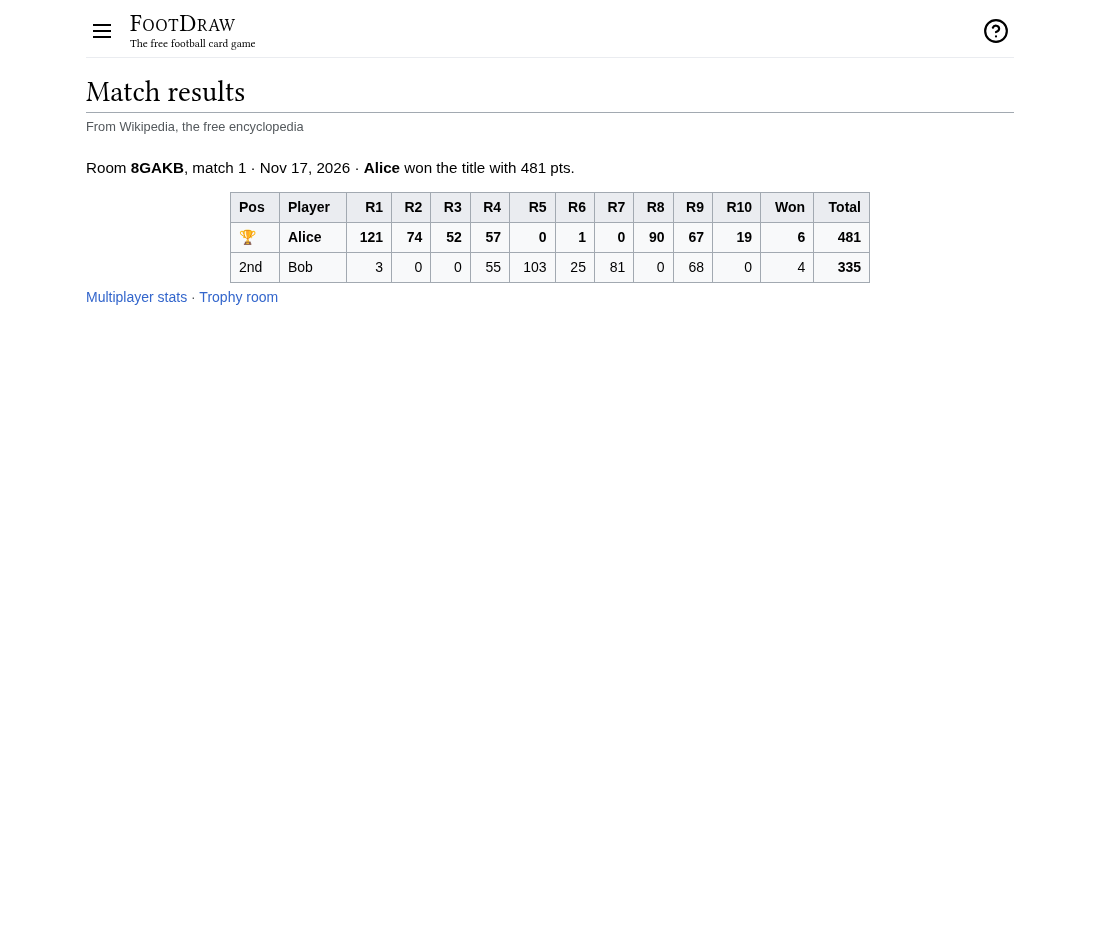 FootDraw
The free football card game
Match results
From Wikipedia, the free encyclopedia
Room 8GAKB, match 1 · Nov 17, 2026 · Alice won the title with 481 pts.
Pos Player R1 R2 R3 R4 R5 R6 R7 R8 R9 R10 Won Total
🏆 Alice 121 74 52 57 0 1 0 90 67 19 6 481
2nd Bob 3 0 0 55 103 25 81 0 68 0 4 335
Multiplayer stats · Trophy room